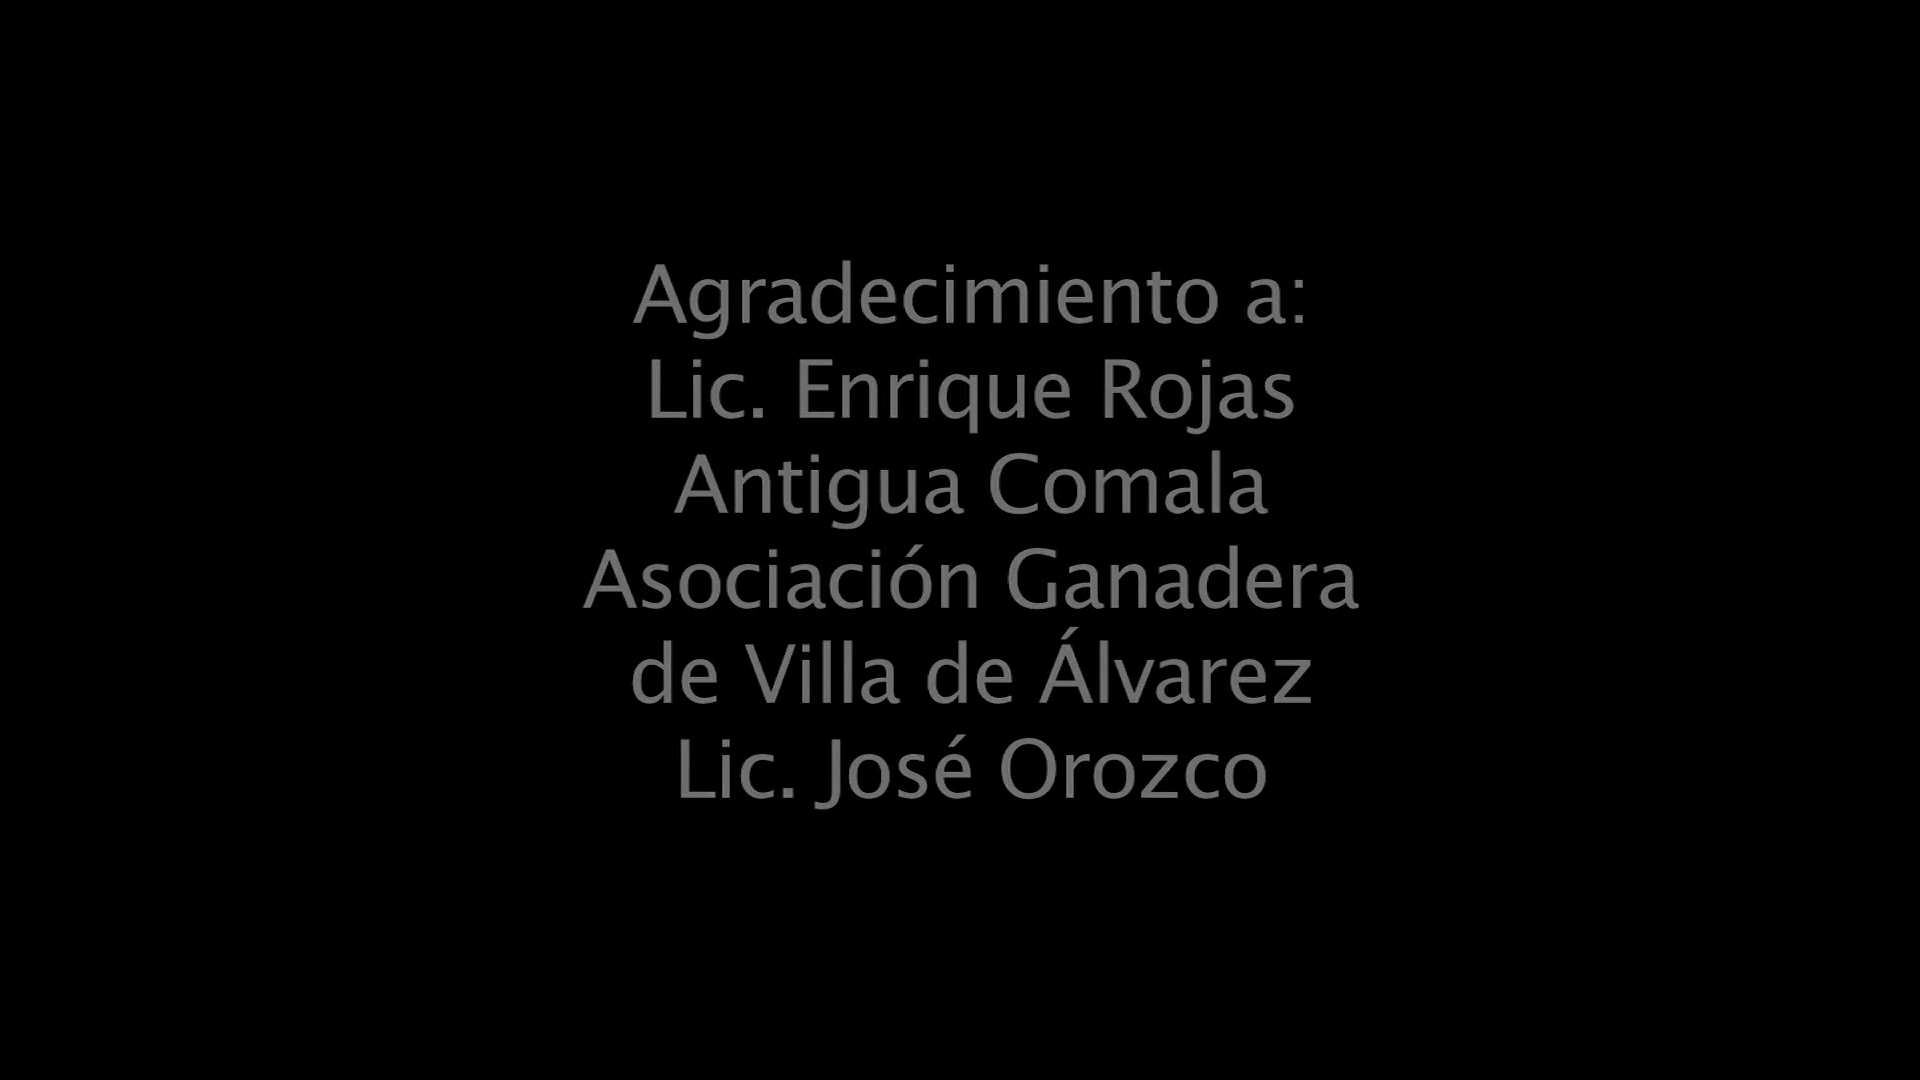 Agradecimiento a:
Lic. Enrique Rojas
Antigua Comala
Asociación Ganadera
de Villa de Álvarez
Lic. José Orozco